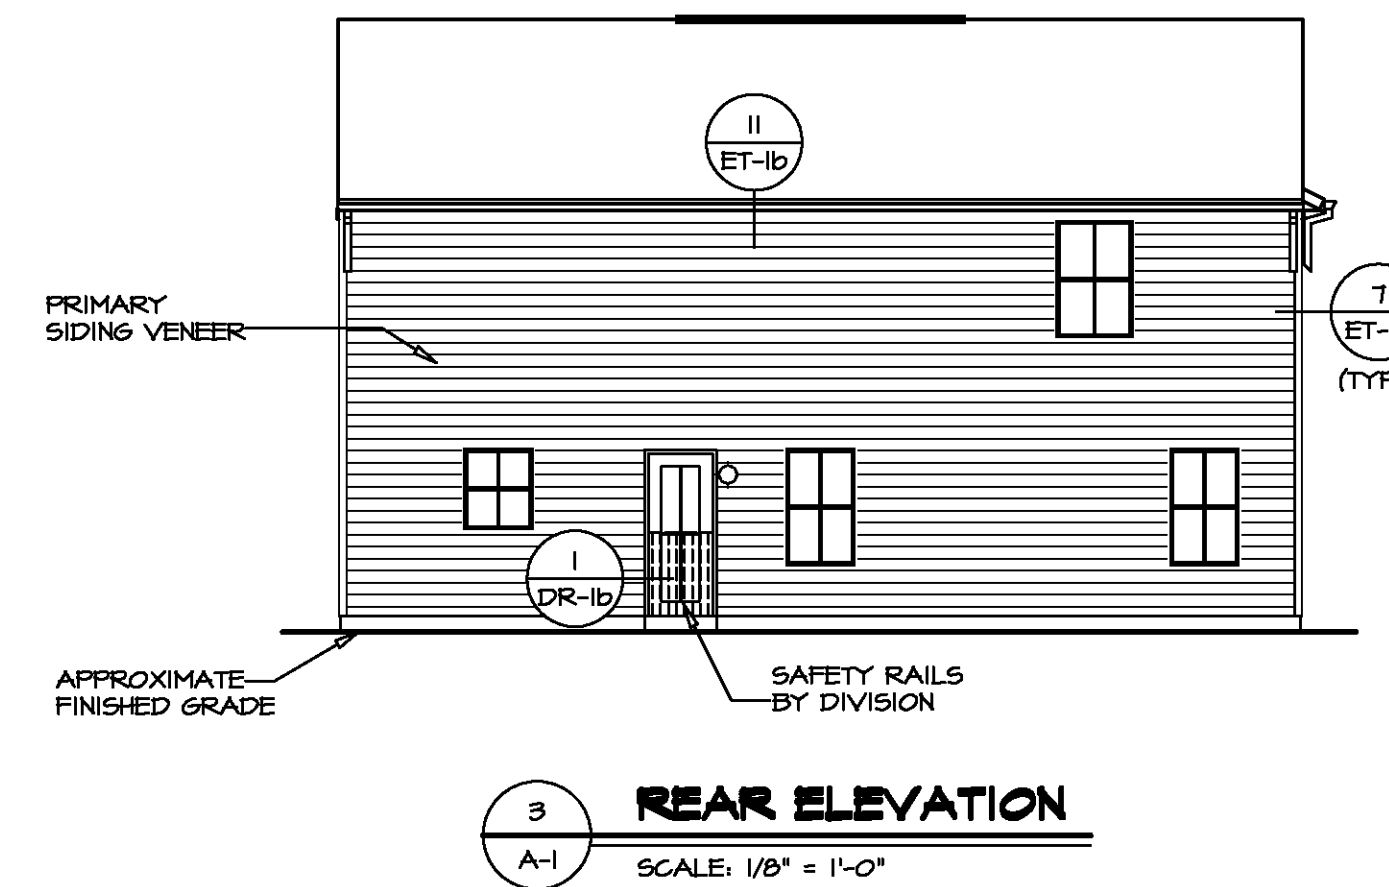 11
ET-1b
PRIMARY
SIDING VENEER
7
1
DR-1b
APPROXIMATE
FINISHED GRADE
SAFETY RAILS
BY DIVISION
3
A-1
REAR ELEVATION
SCALE: 1/8" = 1'-0"